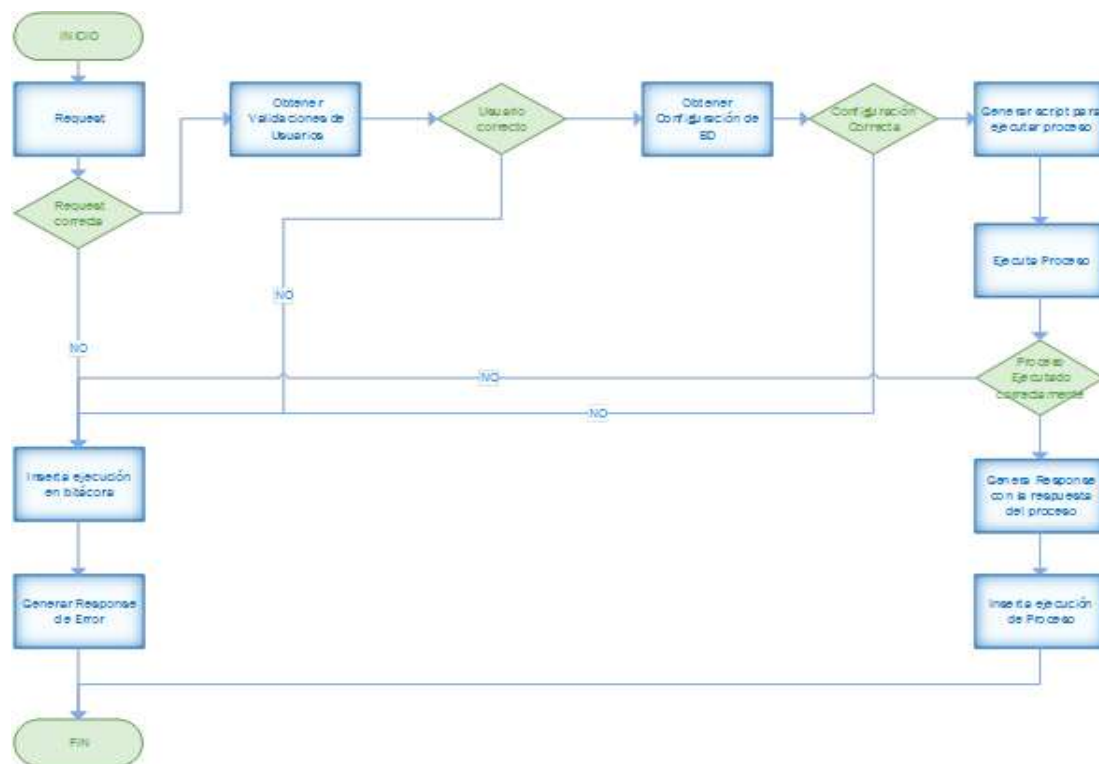 INICIO
Request
Obtener
Validaciones de
Usuarios
Usuario
correcto
Obtener
Configuración de
BD
Configuración
Correcta
Generar script para
ejecutar proceso
Request
correcta
Ejecuta Proceso
NO
NO
Proceso
Ejecutado
correctamente
NO
NO
Inserta ejecución
en bitácora
Genera Response
con la respuesta
del proceso
Generar Response
de Error
Inserta ejecución
de Proceso
FIN